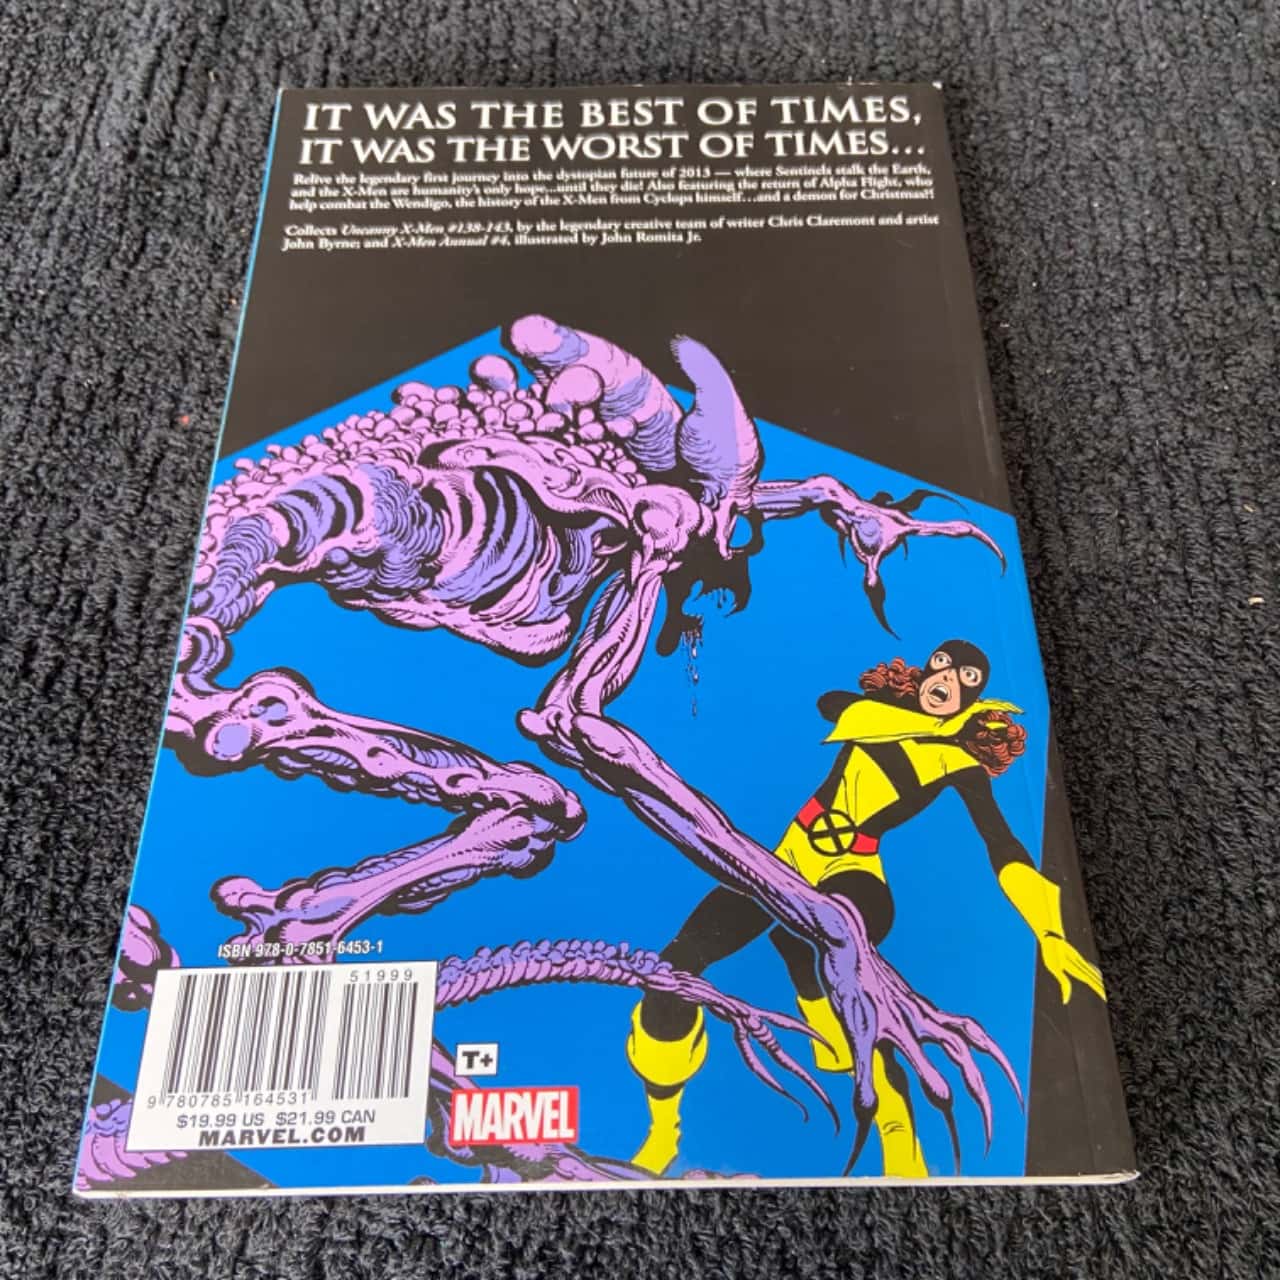 IT WAS THE BEST OF TIMES,
IT WAS THE WORST OF TIMES...
Relive the legendary first journey into the dystopian future of 2013 — where Sentinels stalk the Earth,
and the X-Men are humanity's only hope...until they die! Also featuring the return of Alpha Flight, who
help combat the Wendigo, the history of the X-Men from Cyclops himself...and a demon for Christmas?!
Collects Uncanny X-Men #138-143, by the legendary creative team of writer Chris Claremont and artist
John Byrne; and X-Men Annual #4, illustrated by John Romita Jr.
ISBN 978-0-7851-6453-1
51999
9 780785 164531
$19.99 US $21.99 CAN
MARVEL.COM
T+
MARVEL